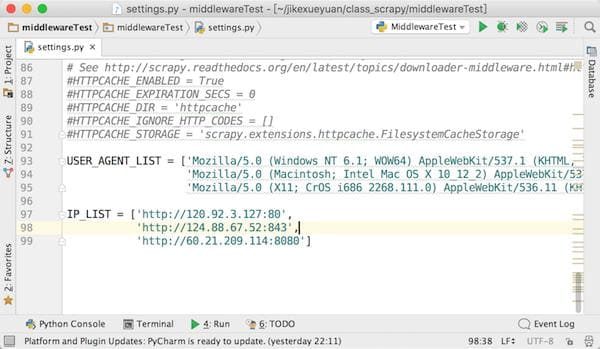 settings.py - middlewareTest - [~/jikexueyuan/class_scrapy/middlewareTest]
middlewareTest middlewareTest settings.py MiddlewareTest
settings.py ×
86 # See http://scrapy.readthedocs.org/en/latest/topics/downloader-middleware.html#ht
87 #HTTPCACHE_ENABLED = True
88 #HTTPCACHE_EXPIRATION_SECS = 0
89 #HTTPCACHE_DIR = 'httpcache'
90 #HTTPCACHE_IGNORE_HTTP_CODES = []
91 #HTTPCACHE_STORAGE = 'scrapy.extensions.httpcache.FilesystemCacheStorage'
92
93 USER_AGENT_LIST = ['Mozilla/5.0 (Windows NT 6.1; WOW64) AppleWebKit/537.1 (KHTML,
94 'Mozilla/5.0 (Macintosh; Intel Mac OS X 10_12_2) AppleWebKit/537
95 'Mozilla/5.0 (X11; CrOS i686 2268.111.0) AppleWebKit/536.11 (KHT
96
97 IP_LIST = ['http://120.92.3.127:80',
98 'http://124.88.67.52:843',
99 'http://60.21.209.114:8080']
1: Project
7: Structure
2: Favorites
Database
Python Console Terminal 4: Run 6: TODO Event Log
Platform and Plugin Updates: PyCharm is ready to update. (yesterday 22:11) 98:38 LF UTF-8